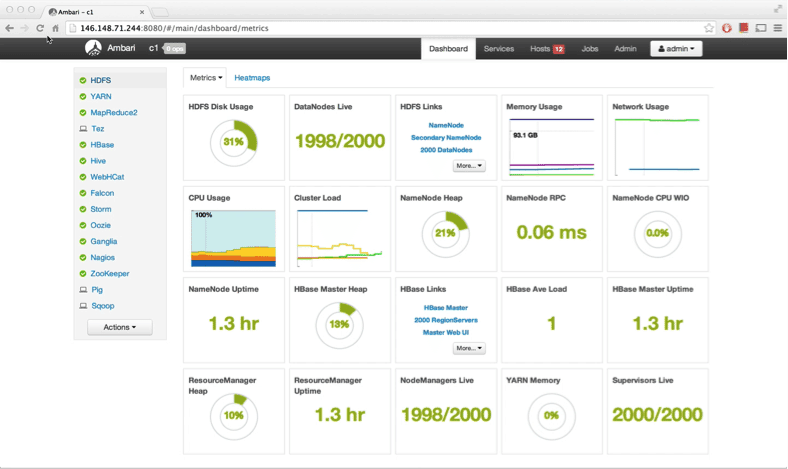 Ambari – c1
146.148.71.244:8080/#/main/dashboard/metrics
Ambari c1 0 ops Dashboard Services Hosts 12 Jobs Admin admin
HDFS
YARN
MapReduce2
Tez
HBase
Hive
WebHCat
Falcon
Storm
Oozie
Ganglia
Nagios
ZooKeeper
Pig
Sqoop
Actions
Metrics Heatmaps
HDFS Disk Usage
31%
DataNodes Live
1998/2000
HDFS Links
NameNode
Secondary NameNode
2000 DataNodes
More...
Memory Usage
93.1 GB
Network Usage
CPU Usage
100%
Cluster Load
NameNode Heap
21%
NameNode RPC
0.06 ms
NameNode CPU WIO
0.0%
NameNode Uptime
1.3 hr
HBase Master Heap
13%
HBase Links
HBase Master
2000 RegionServers
Master Web UI
More...
HBase Ave Load
1
HBase Master Uptime
1.3 hr
ResourceManager
Heap
10%
ResourceManager
Uptime
1.3 hr
NodeManagers Live
1998/2000
YARN Memory
0%
Supervisors Live
2000/2000